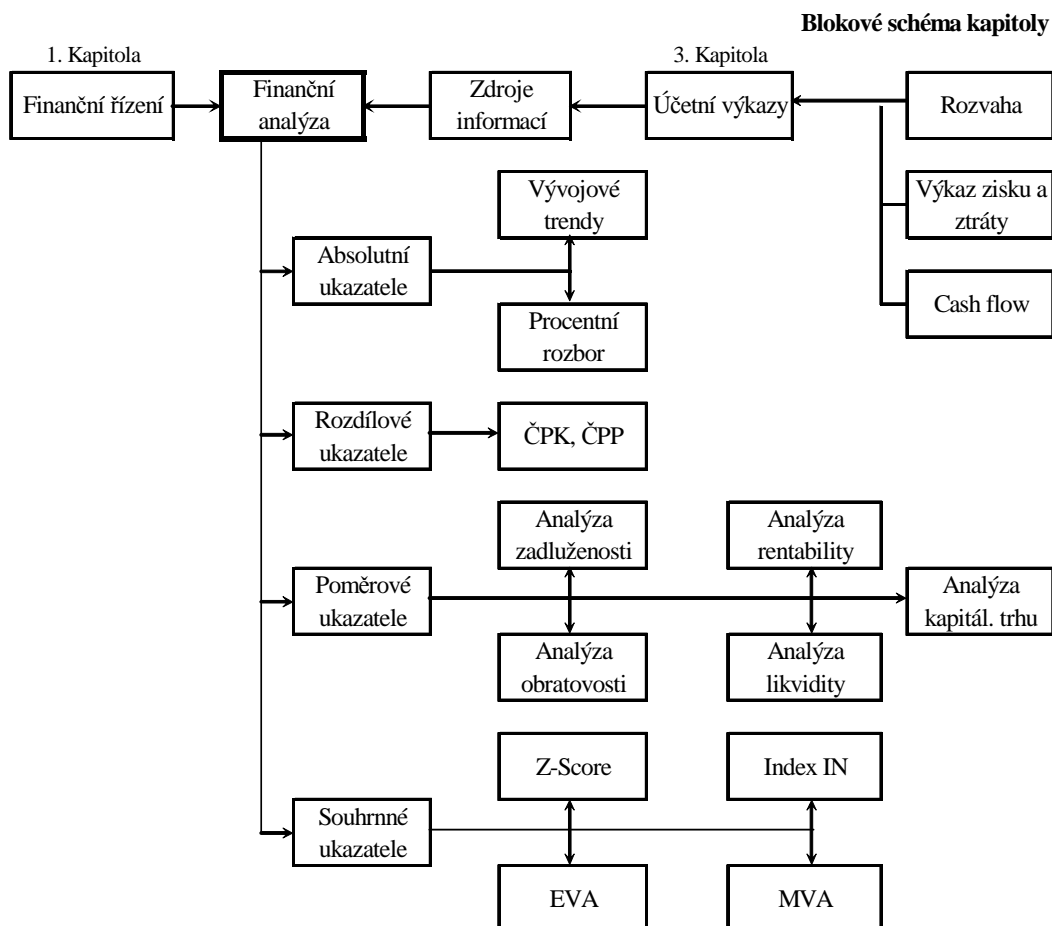 Blokové schéma kapitoly
1. Kapitola
3. Kapitola
Finanční řízení
Finanční
analýza
Zdroje
informací
Účetní výkazy
Rozvaha
Vývojové
trendy
Výkaz zisku a
ztráty
Absolutní
ukazatele
Procentní
rozbor
Cash flow
Rozdílové
ukazatele
ČPK, ČPP
Analýza
zadluženosti
Analýza
rentability
Poměrové
ukazatele
Analýza
kapitál. trhu
Analýza
obratovosti
Analýza
likvidity
Z-Score
Index IN
Souhrnné
ukazatele
EVA
MVA